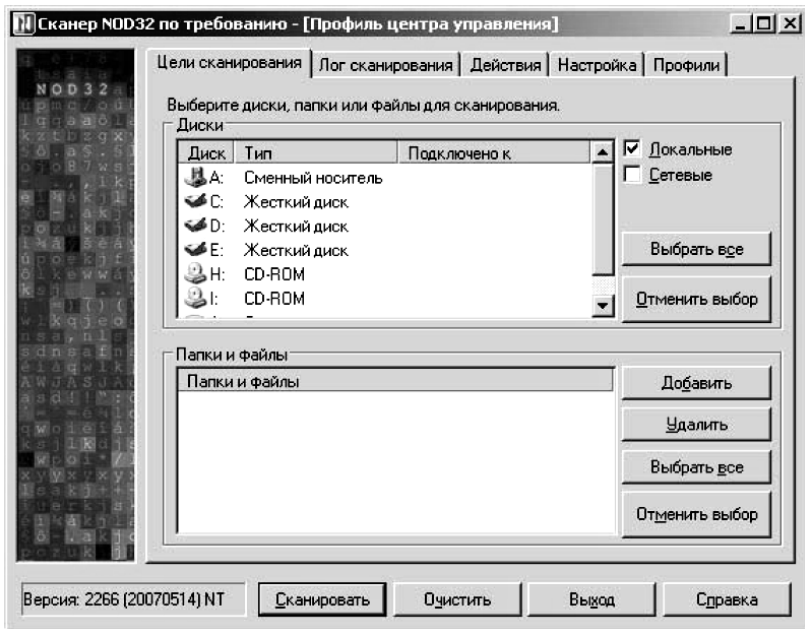 Сканер NOD32 по требованию - [Профиль центра управления]
Цели сканирования Лог сканирования Действия Настройка Профили
NOD32
Выберите диски, папки или файлы для сканирования.
Диски
Диск Тип Подключено к
A: Сменный носитель
C: Жесткий диск
D: Жесткий диск
E: Жесткий диск
H: CD-ROM
I: CD-ROM
Локальные
Сетевые
Выбрать все
Отменить выбор
Папки и файлы
Папки и файлы
Добавить
Удалить
Выбрать все
Отменить выбор
Версия: 2266 (20070514) NT
Сканировать
Очистить
Выход
Справка